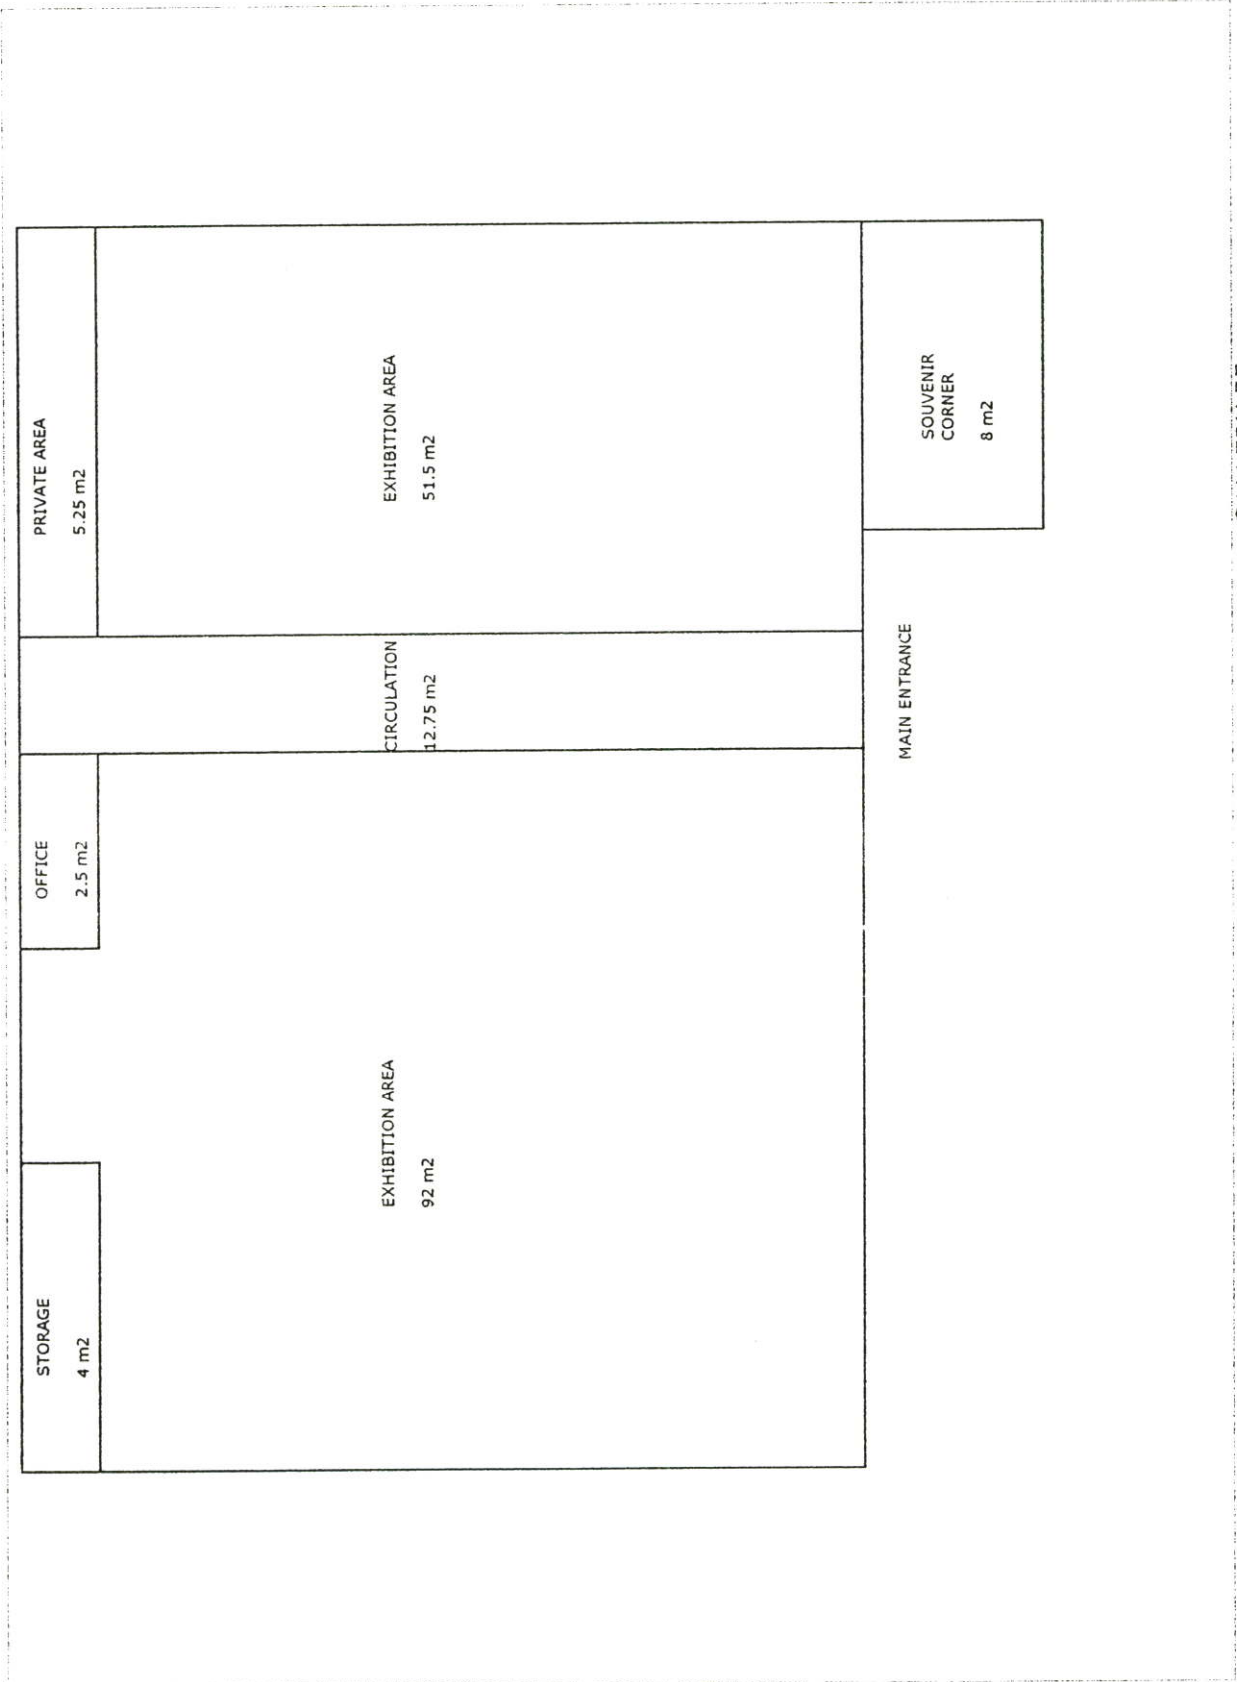 STORAGE
4 m2
OFFICE
2.5 m2
PRIVATE AREA
5.25 m2
EXHIBITION AREA
92 m2
CIRCULATION
12.75 m2
EXHIBITION AREA
51.5 m2
MAIN ENTRANCE
SOUVENIR
CORNER
8 m2